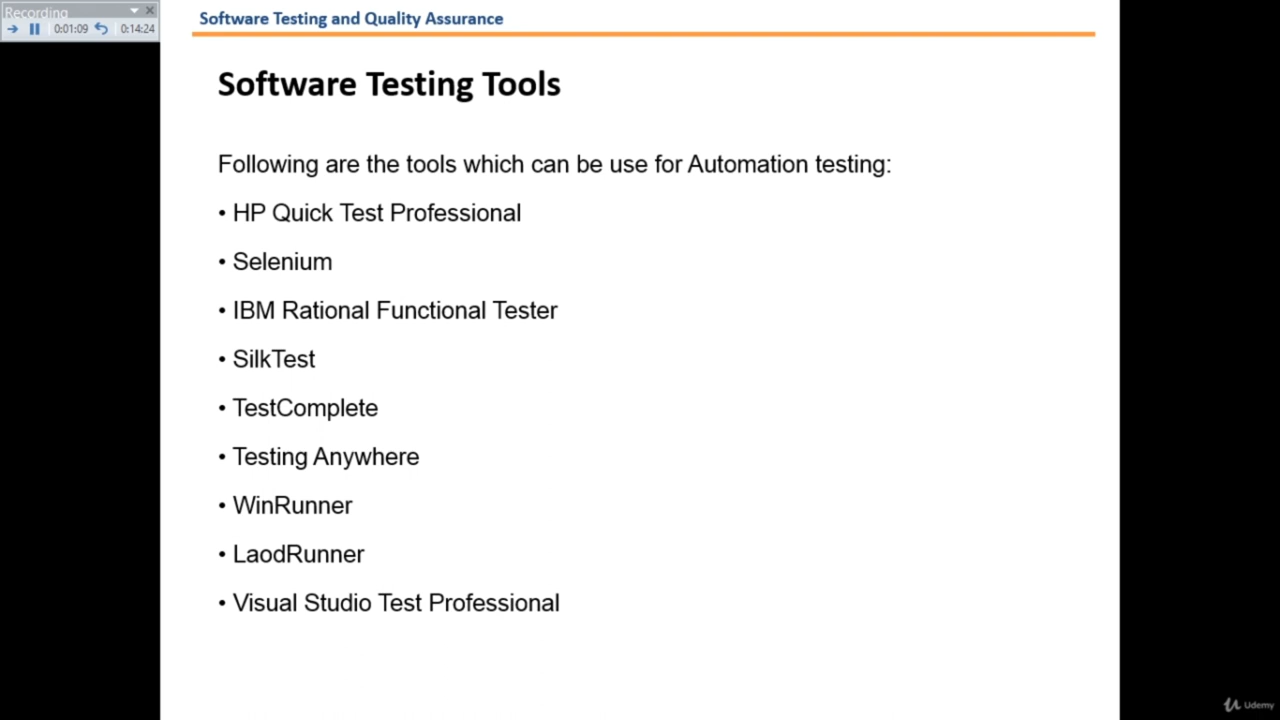 Recording
0:01:09 0:14:24
Software Testing and Quality Assurance
Software Testing Tools
Following are the tools which can be use for Automation testing:
• HP Quick Test Professional
• Selenium
• IBM Rational Functional Tester
• SilkTest
• TestComplete
• Testing Anywhere
• WinRunner
• LaodRunner
• Visual Studio Test Professional
Udemy